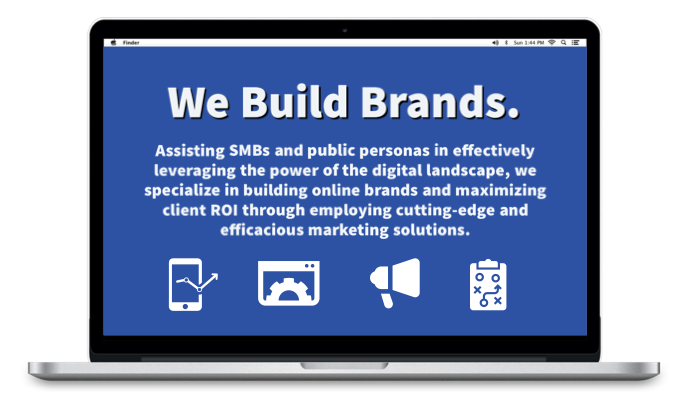 Finder
Sun 1:44 PM
We Build Brands.
Assisting SMBs and public personas in effectively
leveraging the power of the digital landscape, we
specialize in building online brands and maximizing
client ROI through employing cutting-edge and
efficacious marketing solutions.